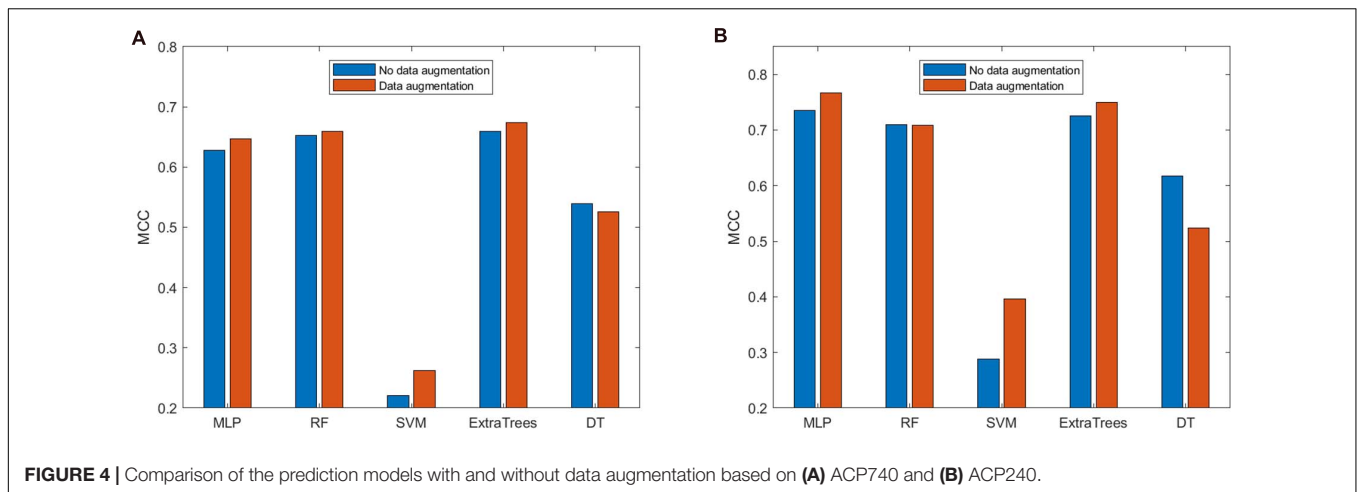 A
0.8
0.7
0.6
0.5
0.4
0.3
0.2
MCC
No data augmentation
Data augmentation
MLP RF SVM ExtraTrees DT
B
0.8
0.7
0.6
0.5
0.4
0.3
0.2
MCC
No data augmentation
Data augmentation
MLP RF SVM ExtraTrees DT
FIGURE 4 | Comparison of the prediction models with and without data augmentation based on (A) ACP740 and (B) ACP240.